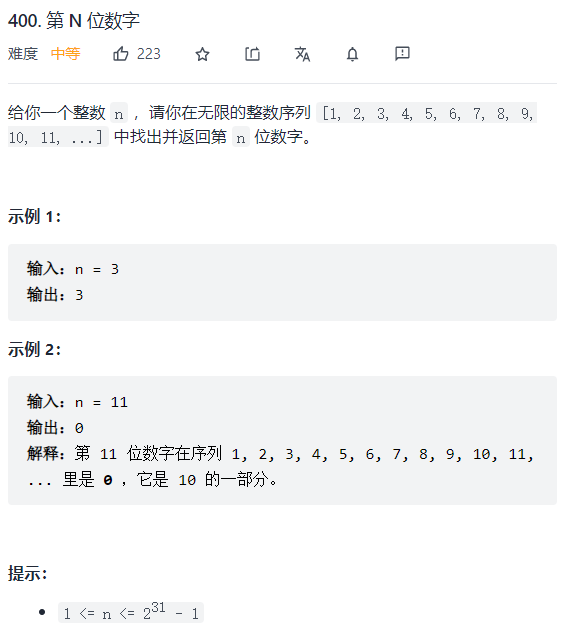 400. 第 N 位数字
难度 中等 223
给你一个整数 n ，请你在无限的整数序列 [1, 2, 3, 4, 5, 6, 7, 8, 9,
10, 11, ...] 中找出并返回第 n 位数字。
示例 1：
输入：n = 3
输出：3
示例 2：
输入：n = 11
输出：0
解释：第 11 位数字在序列 1, 2, 3, 4, 5, 6, 7, 8, 9, 10, 11,
... 里是 0 ，它是 10 的一部分。
提示：
• 1 <= n <= 2^31 - 1